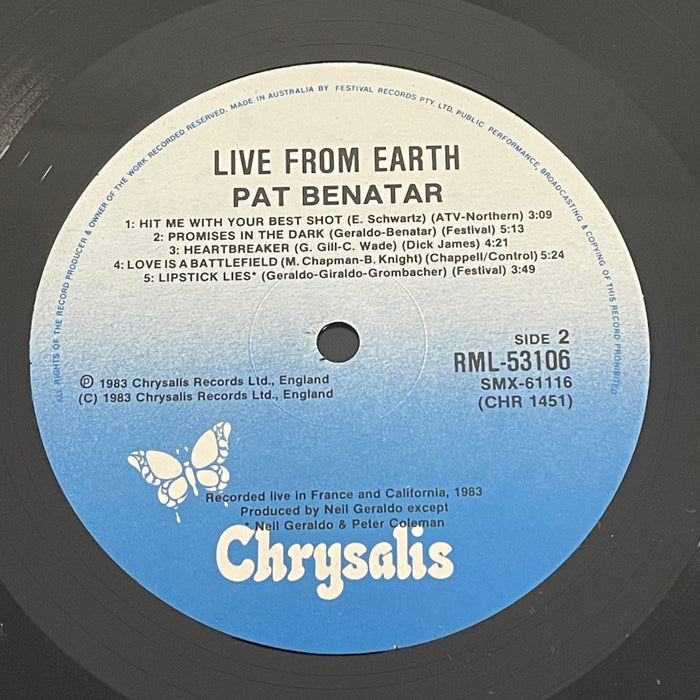 ALL RIGHTS OF THE RECORD PRODUCER & OWNER OF THE WORK RECORDED RESERVED. MADE IN AUSTRALIA BY FESTIVAL RECORDS PTY. LTD. PUBLIC PERFORMANCE, BROADCASTING & COPYING OF THIS RECORD PROHIBITED
LIVE FROM EARTH
PAT BENATAR
1: HIT ME WITH YOUR BEST SHOT (E. Schwartz) (ATV-Northern) 3:09
2: PROMISES IN THE DARK (Geraldo-Benatar) (Festival) 5:13
3: HEARTBREAKER (G. Gill-C. Wade) (Dick James) 4:21
4: LOVE IS A BATTLEFIELD (M. Chapman-B. Knight) (Chappell/Control) 5:24
5: LIPSTICK LIES* (Geraldo-Giraldo-Grombacher) (Festival) 3:49
SIDE 2
RML-53106
SMX-61116
(CHR 1451)
Ⓟ 1983 Chrysalis Records Ltd., England
(C) 1983 Chrysalis Records Ltd., England
Recorded live in France and California, 1983
Produced by Neil Geraldo except
* Neil Geraldo & Peter Coleman
Chrysalis